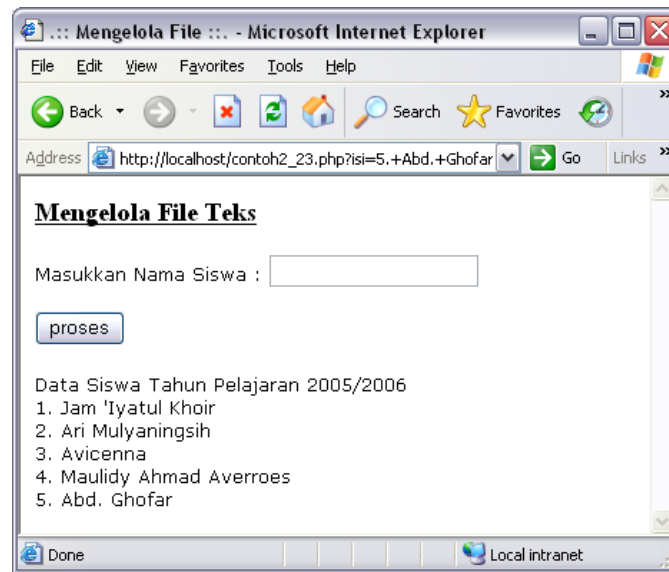 .::: Mengelola File ::. - Microsoft Internet Explorer
File Edit View Favorites Tools Help
Back Search Favorites »
Address http://localhost/contoh2_23.php?isi=5.+Abd.+Ghofar Go Links »
Mengelola File Teks
Masukkan Nama Siswa :
proses
Data Siswa Tahun Pelajaran 2005/2006
1. Jam 'Iyatul Khoir
2. Ari Mulyaningsih
3. Avicenna
4. Maulidy Ahmad Averroes
5. Abd. Ghofar
Done Local intranet